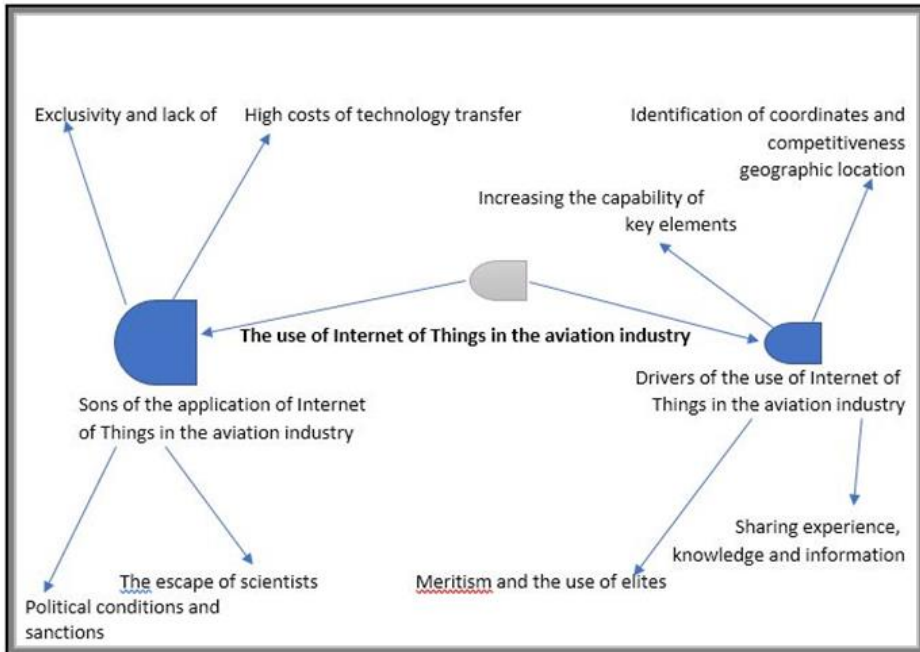 Exclusivity and lack of
High costs of technology transfer
Identification of coordinates and
competitiveness
geographic location
Increasing the capability of
key elements
The use of Internet of Things in the aviation industry
Sons of the application of Internet
of Things in the aviation industry
Drivers of the use of Internet of
Things in the aviation industry
Sharing experience,
knowledge and information
The escape of scientists
Meritism and the use of elites
Political conditions and
sanctions